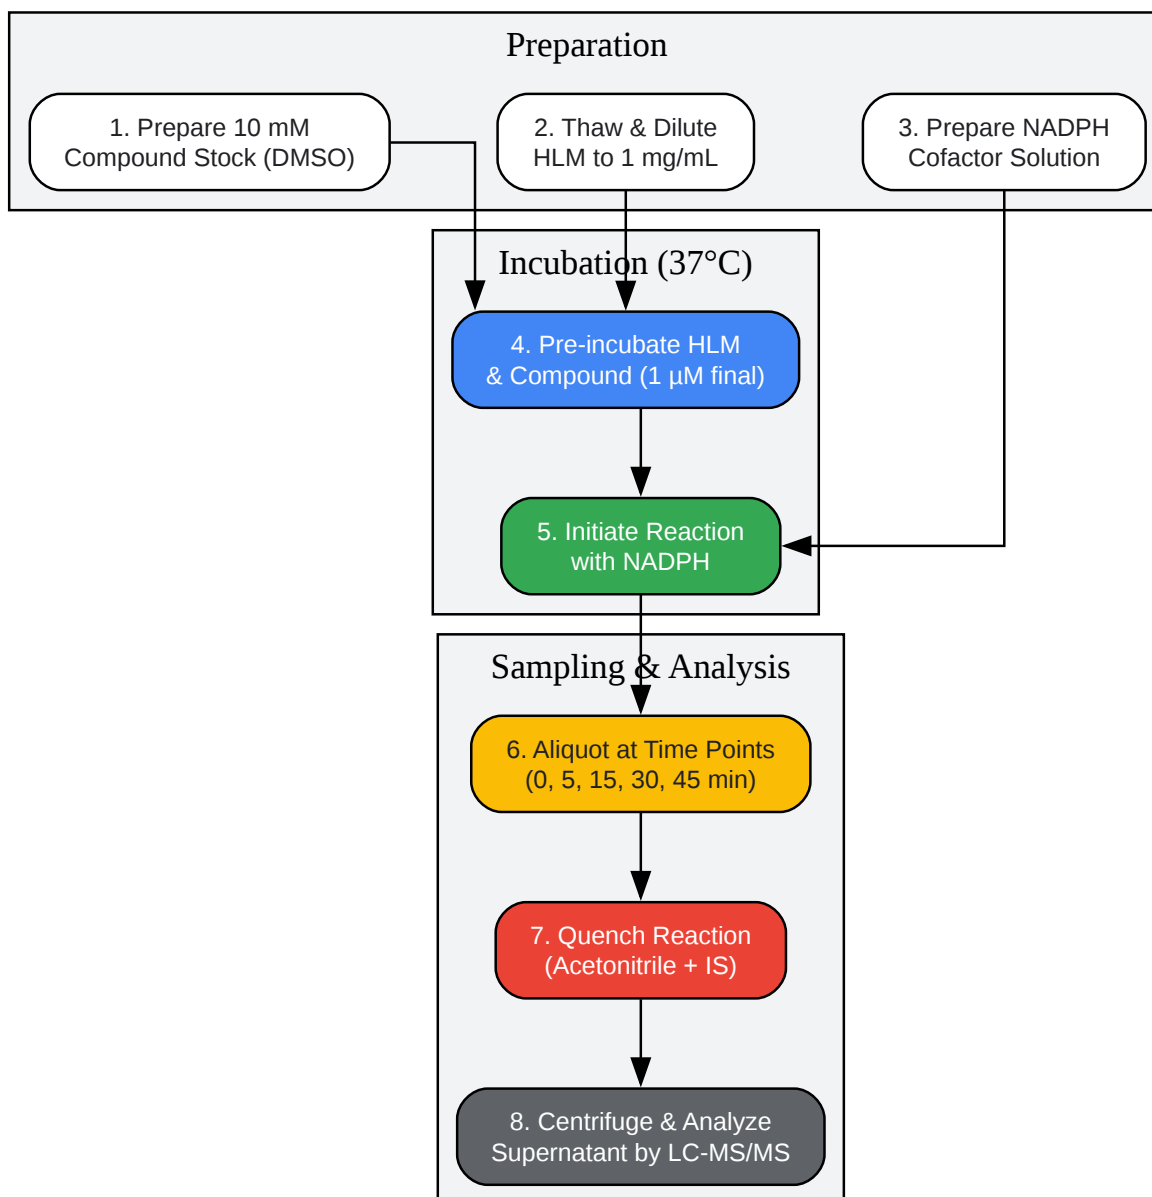 Preparation
1. Prepare 10 mM
Compound Stock (DMSO)
2. Thaw & Dilute
HLM to 1 mg/mL
3. Prepare NADPH
Cofactor Solution
Incubation (37°C)
4. Pre-incubate HLM
& Compound (1 µM final)
5. Initiate Reaction
with NADPH
Sampling & Analysis
6. Aliquot at Time Points
(0, 5, 15, 30, 45 min)
7. Quench Reaction
(Acetonitrile + IS)
8. Centrifuge & Analyze
Supernatant by LC-MS/MS